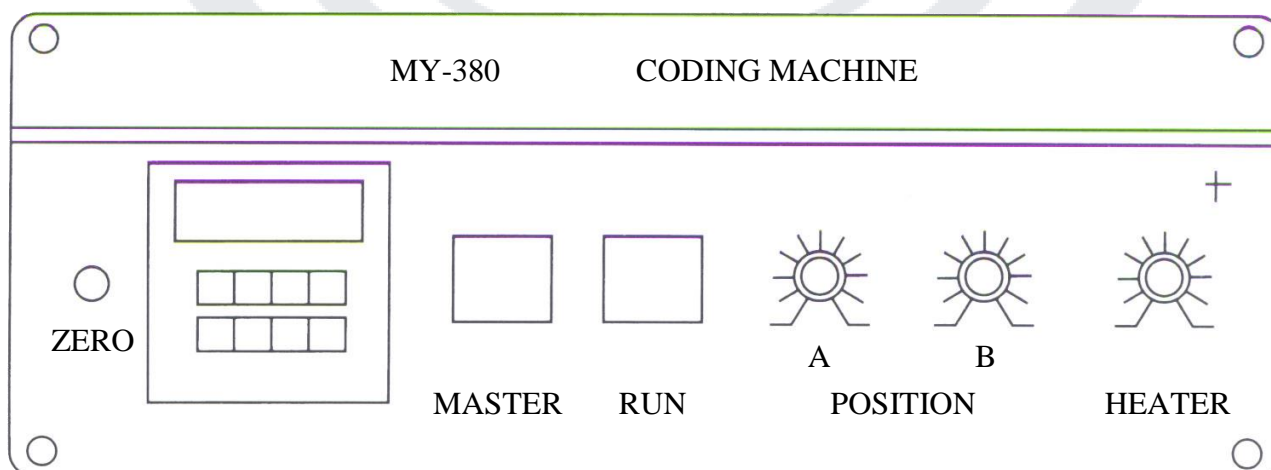 MY-380 CODING MACHINE
ZERO
A B
MASTER RUN POSITION HEATER